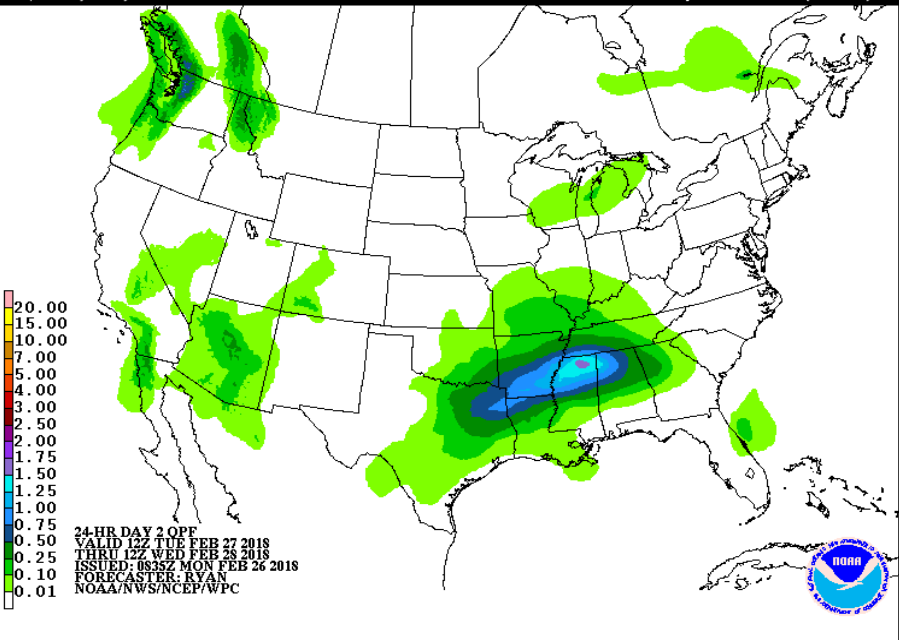 20.00
15.00
10.00
7.00
5.00
4.00
3.00
2.50
2.00
1.75
1.50
1.25
1.00
0.75
0.50
0.25
0.10
0.01
24-HR DAY 2 QPF
VALID 12Z TUE FEB 27 2018
THRU 12Z WED FEB 28 2018
ISSUED: 0835Z MON FEB 26 2018
FORECASTER: RYAN
NOAA/NWS/NCEP/WPC
NOAA